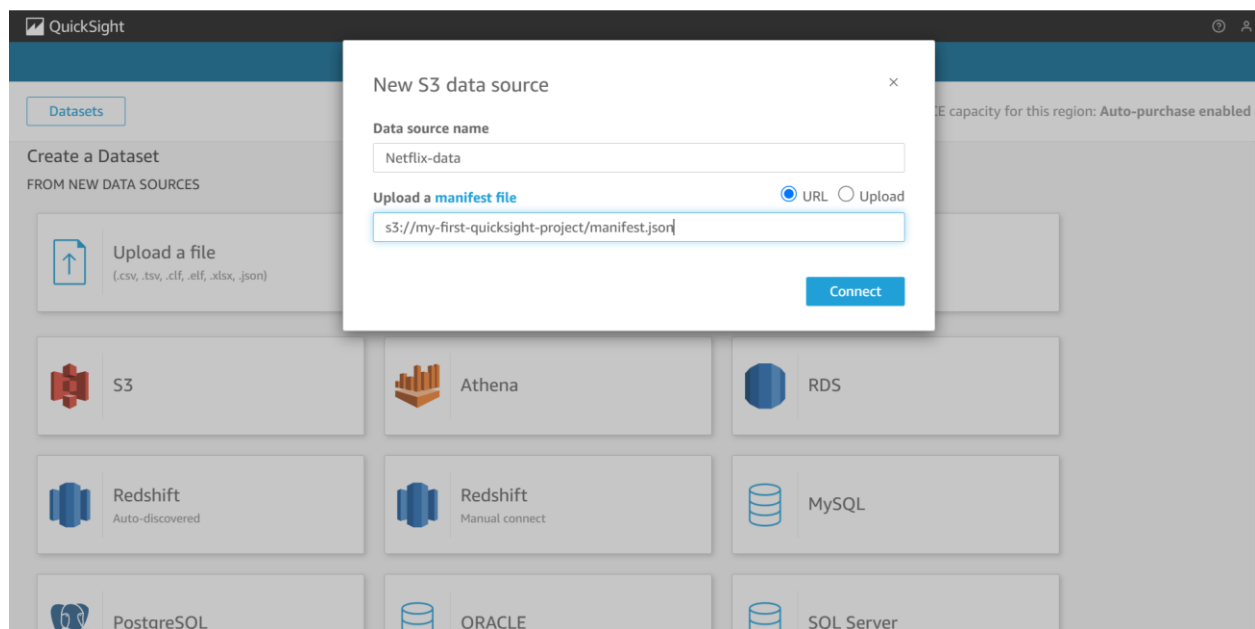 QuickSight
New S3 data source
Datasets
E capacity for this region: Auto-purchase enabled
Data source name
Create a Dataset
Netflix-data
FROM NEW DATA SOURCES
Upload a manifest file
URL
Upload
s3://my-first-quicksight-project/manifest.json
Upload a file
(.csv, .tsv, .clf, .elf, .xlsx, .json)
Connect
S3
Athena
RDS
Redshift
Auto-discovered
Redshift
Manual connect
MySQL
PostgreSQL
ORACLE
SQL Server